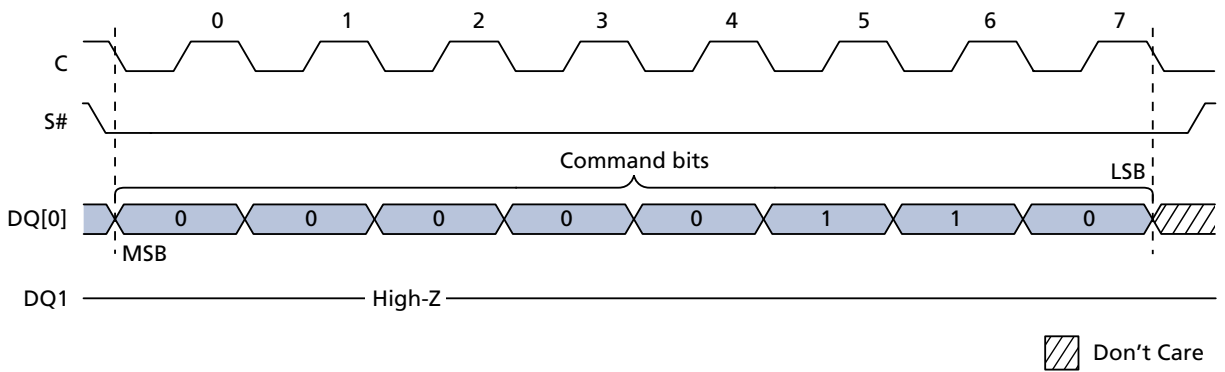 0 1 2 3 4 5 6 7
C
S#
Command bits
LSB
DQ[0] 0 0 0 0 0 1 1 0
MSB
DQ1 High-Z
Don't Care